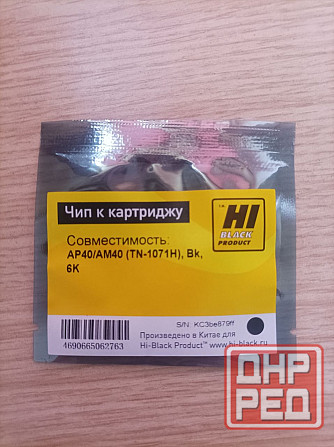 Чип к картриджу
HI
BLACK
PRODUCT
Совместимость:
AP40/AM40 (TN-1071H), Bk,
6K
S/N KC3be879ff
Произведено в Китае для
Hi-Black Product™ www.hi-black.ru
4690665062763
ДНР
РЕД